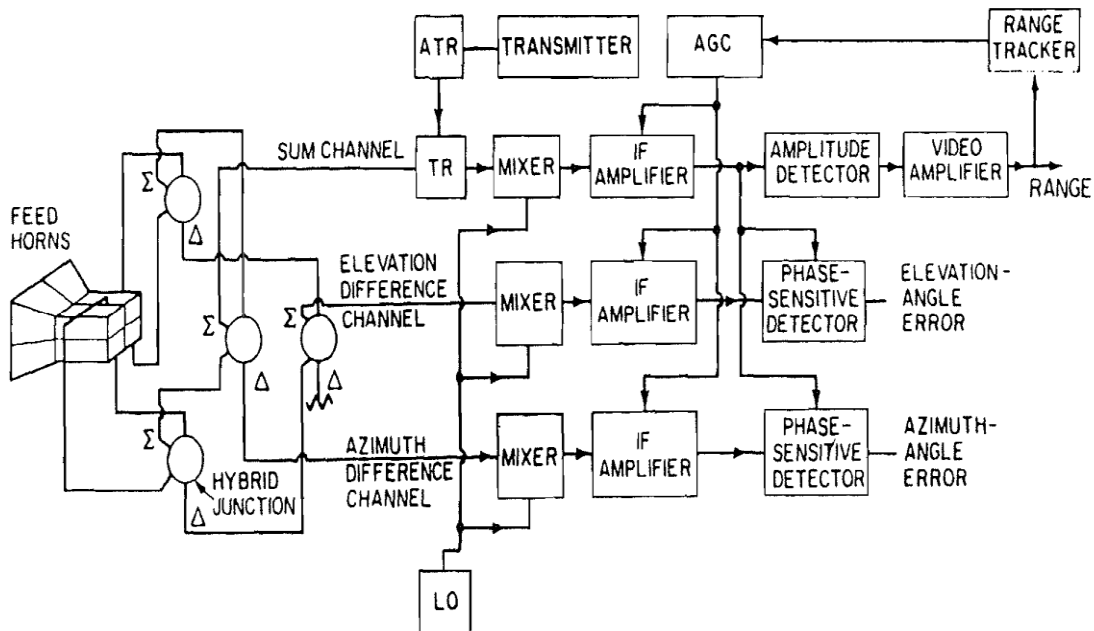 ATR
TRANSMITTER
AGC
RANGE
TRACKER
SUM CHANNEL
TR
MIXER
IF
AMPLIFIER
AMPLITUDE
DETECTOR
VIDEO
AMPLIFIER
RANGE
Σ
Δ
FEED
HORNS
ELEVATION
DIFFERENCE
CHANNEL
MIXER
IF
AMPLIFIER
PHASE-
SENSITIVE
DETECTOR
ELEVATION-
ANGLE
ERROR
Σ
Δ
Σ
Δ
AZIMUTH
DIFFERENCE
CHANNEL
MIXER
IF
AMPLIFIER
PHASE-
SENSITIVE
DETECTOR
AZIMUTH-
ANGLE
ERROR
Σ
HYBRID
JUNCTION
Δ
LO